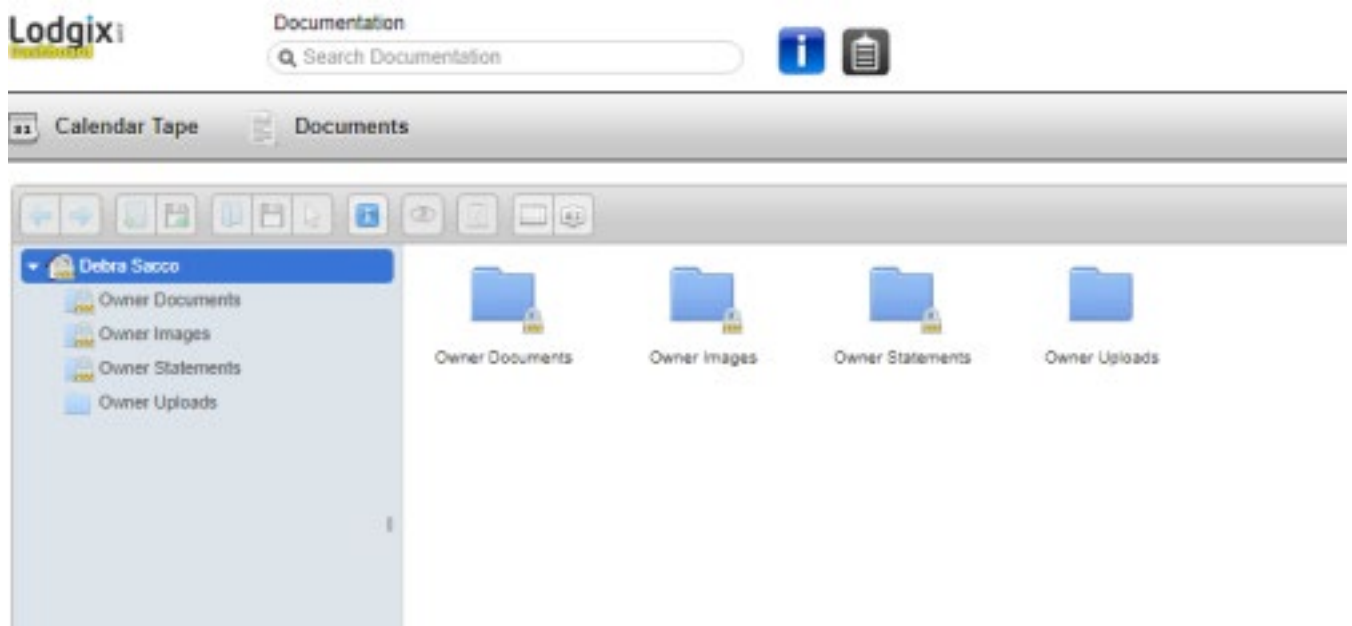 Lodgix
Documentation
Search Documentation
i
31 Calendar Tape Documents
Debra Sacco
Owner Documents
Owner Images
Owner Statements
Owner Uploads
Owner Documents Owner Images Owner Statements Owner Uploads